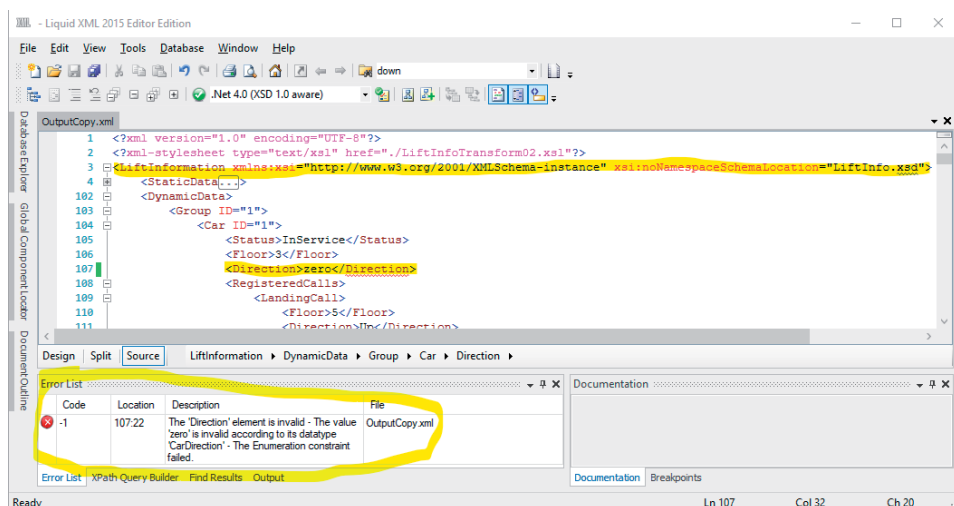 - Liquid XML 2015 Editor Edition
File Edit View Tools Database Window Help
down
.Net 4.0 (XSD 1.0 aware)
Database Explorer
Global Component Locator
Document Outline
OutputCopy.xml
1 <?xml version="1.0" encoding="UTF-8"?>
2 <?xml-stylesheet type="text/xsl" href="./LiftInfoTransform02.xsl"?>
3 <LiftInformation xmlns:xsi="http://www.w3.org/2001/XMLSchema-instance" xsi:noNamespaceSchemaLocation="LiftInfo.xsd">
4 <StaticData...>
102 <DynamicData>
103 <Group ID="1">
104 <Car ID="1">
105 <Status>InService</Status>
106 <Floor>3</Floor>
107 <Direction>zero</Direction>
108 <RegisteredCalls>
109 <LandingCall>
110 <Floor>5</Floor>
111 <Direction>Up</Direction>
Design Split Source LiftInformation DynamicData Group Car Direction
Error List
Code Location Description File
-1 107:22 The 'Direction' element is invalid - The value OutputCopy.xml
'zero' is invalid according to its datatype
'CarDirection' - The Enumeration constraint
failed.
Error List XPath Query Builder Find Results Output
Documentation
Documentation Breakpoints
Ready Ln 107 Col 32 Ch 20